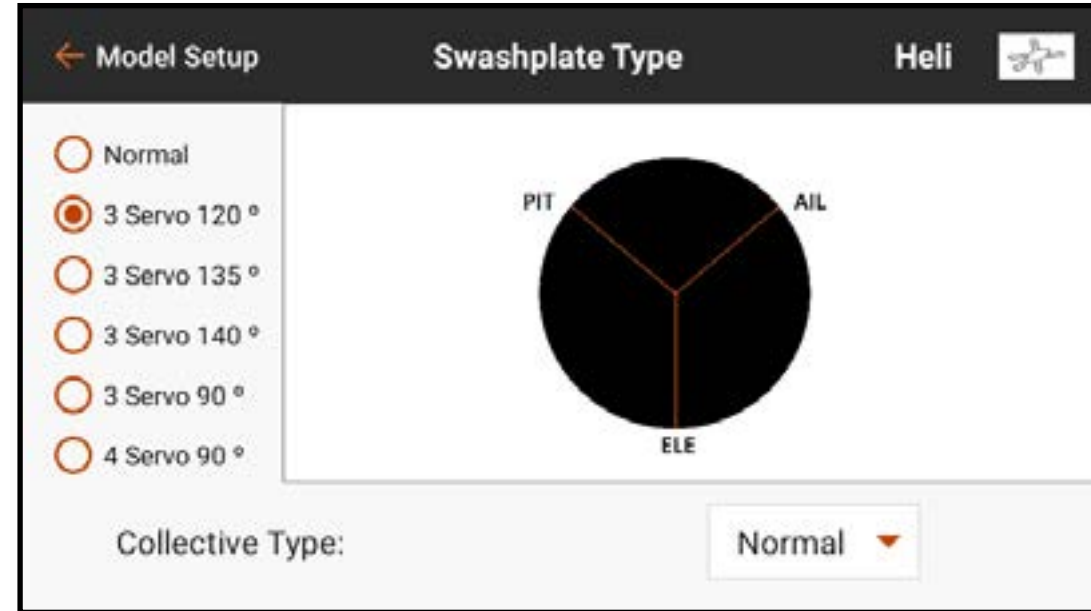 Model Setup Swashplate Type Heli
Normal
3 Servo 120 º
3 Servo 135 º
3 Servo 140 º
3 Servo 90 º
4 Servo 90 º
PIT AIL
ELE
Collective Type: Normal